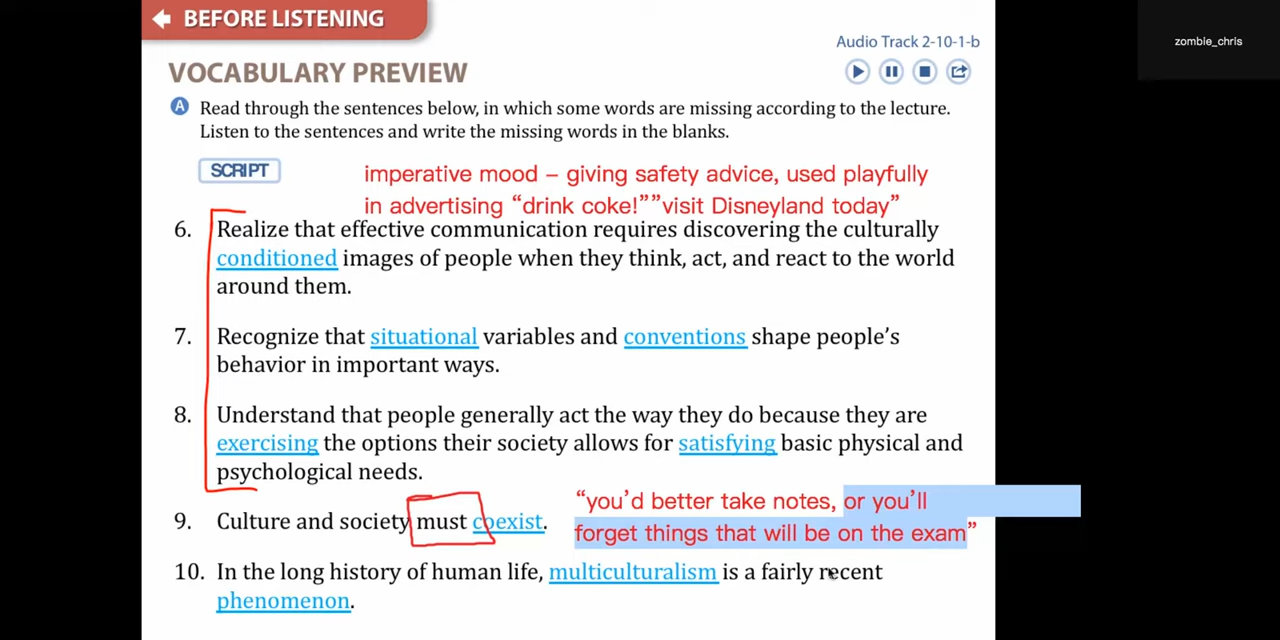 BEFORE LISTENING
zombie_chris
Audio Track 2-10-1-b
VOCABULARY PREVIEW
A Read through the sentences below, in which some words are missing according to the lecture.
Listen to the sentences and write the missing words in the blanks.
SCRIPT
imperative mood – giving safety advice, used playfully
in advertising “drink coke!””visit Disneyland today”
6. Realize that effective communication requires discovering the culturally
conditioned images of people when they think, act, and react to the world
around them.
7. Recognize that situational variables and conventions shape people's
behavior in important ways.
8. Understand that people generally act the way they do because they are
exercising the options their society allows for satisfying basic physical and
psychological needs.
“you’d better take notes, or you’ll
forget things that will be on the exam”
9. Culture and society must coexist.
10. In the long history of human life, multiculturalism is a fairly recent
phenomenon.